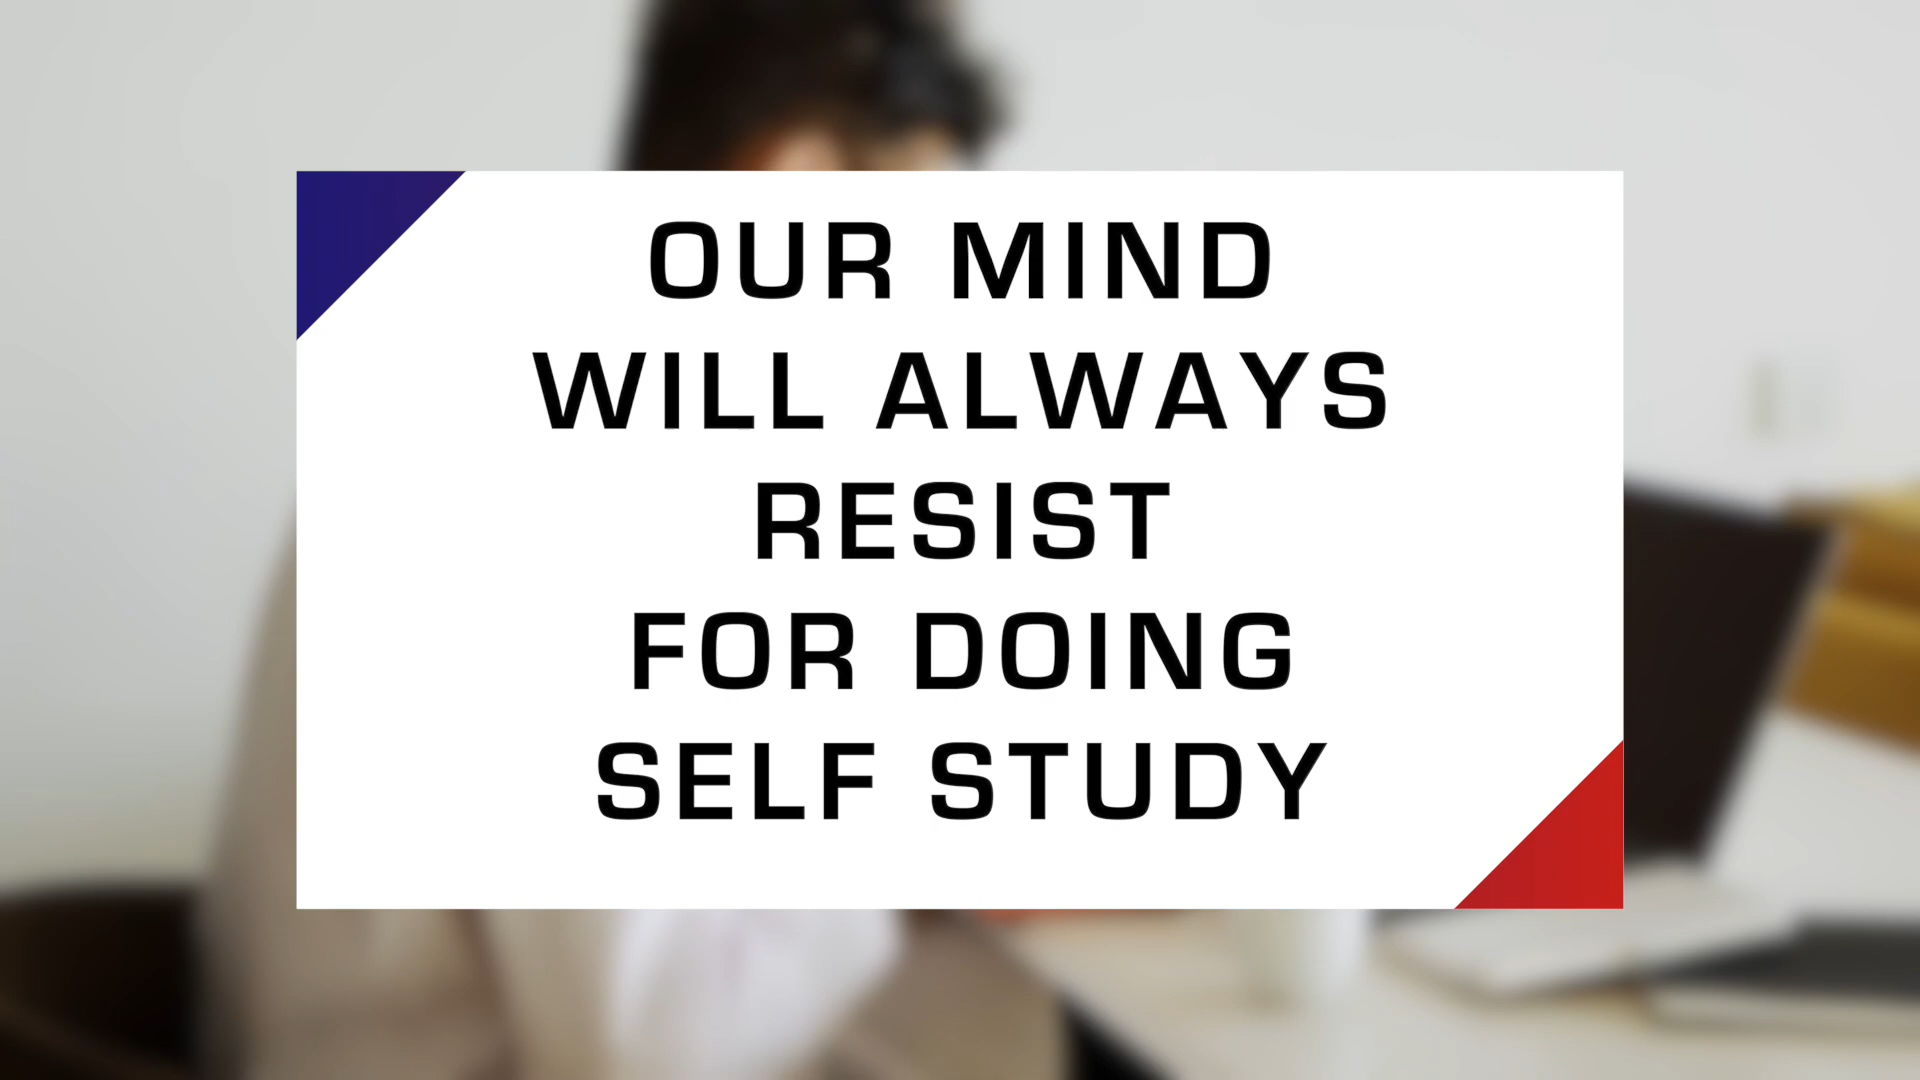 OUR MIND
WILL ALWAYS
RESIST
FOR DOING
SELF STUDY